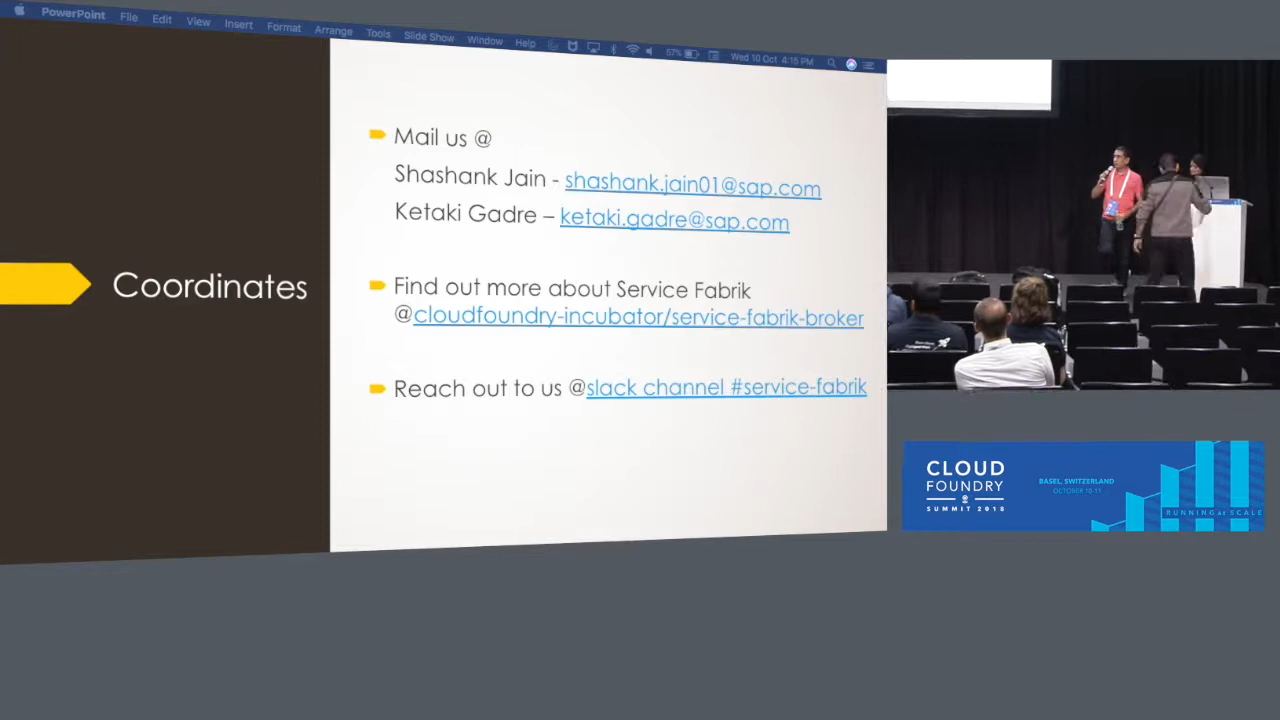 PowerPoint File Edit View Insert Format Arrange Tools Slide Show Window Help 57% Wed 10 Oct 4:15 PM
Coordinates
Mail us @
Shashank Jain - shashank.jain01@sap.com
Ketaki Gadre – ketaki.gadre@sap.com
Find out more about Service Fabrik
@cloudfoundry-incubator/service-fabrik-broker
Reach out to us @slack channel #service-fabrik
CLOUD
FOUNDRY
SUMMIT 2018
BASEL, SWITZERLAND
OCTOBER 10-11
RUNNING at SCALE